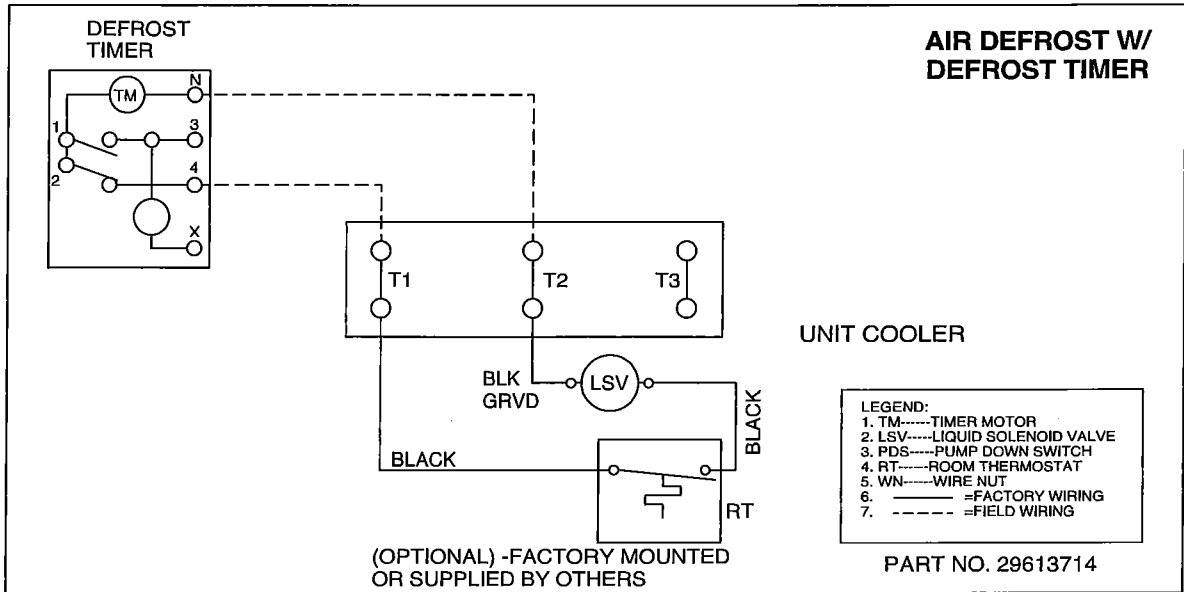 DEFROST
TIMER
AIR DEFROST W/
DEFROST TIMER
N
TM
1
3
2
4
X
T1
T2
T3
UNIT COOLER
BLK
GRVD
LSV
BLACK
BLACK
RT
(OPTIONAL) -FACTORY MOUNTED
OR SUPPLIED BY OTHERS
LEGEND:
1. TM-----TIMER MOTOR
2. LSV-----LIQUID SOLENOID VALVE
3. PDS-----PUMP DOWN SWITCH
4. RT------ROOM THERMOSTAT
5. WN------WIRE NUT
6. ——— =FACTORY WIRING
7. ------ =FIELD WIRING
PART NO. 29613714